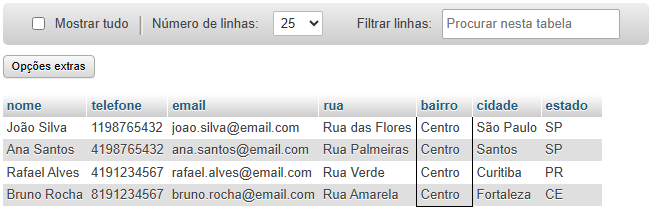 Mostrar tudo Número de linhas: 25 Filtrar linhas: Procurar nesta tabela
Opções extras
nome telefone email rua bairro cidade estado
João Silva 1198765432 joao.silva@email.com Rua das Flores Centro São Paulo SP
Ana Santos 4198765432 ana.santos@email.com Rua Palmeiras Centro Santos SP
Rafael Alves 4191234567 rafael.alves@email.com Rua Verde Centro Curitiba PR
Bruno Rocha 8191234567 bruno.rocha@email.com Rua Amarela Centro Fortaleza CE